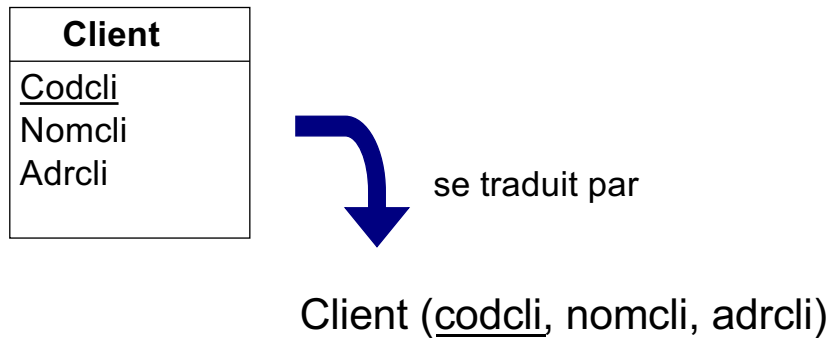 Client
Codcli
Nomcli
Adrcli
se traduit par
Client (codcli, nomcli, adrcli)